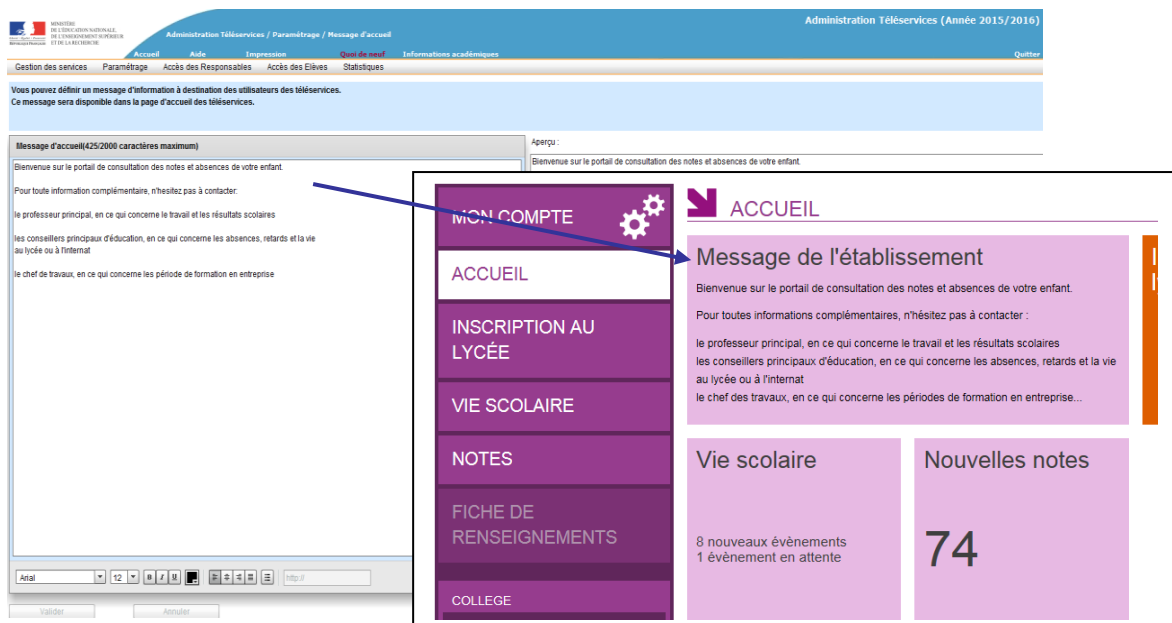 MINISTÈRE
DE L'ÉDUCATION NATIONALE,
DE L'ENSEIGNEMENT SUPÉRIEUR
ET DE LA RECHERCHE
Administration Téléservices (Année 2015/2016)
Administration Téléservices / Paramétrage / Message d'accueil
Accueil Aide Impression Quoi de neuf Informations académiques Quitter
Gestion des services Paramétrage Accès des Responsables Accès des Elèves Statistiques
Vous pouvez définir un message d'information à destination des utilisateurs des téléservices.
Ce message sera disponible dans la page d'accueil des téléservices.
Message d'accueil(425/2000 caractères maximum)
Bienvenue sur le portail de consultation des notes et absences de votre enfant.
Pour toute information complémentaire, n'hesitez pas à contacter:
le professeur principal, en ce qui concerne le travail et les résultats scolaires
les conseillers principaux d'éducation, en ce qui concerne les absences, retards et la vie
au lycée ou à l'internat
le chef de travaux, en ce qui concerne les période de formation en entreprise
Arial 12 B I U http://
Valider Annuler
Aperçu :
Bienvenue sur le portail de consultation des notes et absences de votre enfant.
MON COMPTE
ACCUEIL
INSCRIPTION AU
LYCÉE
VIE SCOLAIRE
NOTES
FICHE DE
RENSEIGNEMENTS
COLLEGE
ACCUEIL
Message de l'établissement
Bienvenue sur le portail de consultation des notes et absences de votre enfant.
Pour toutes informations complémentaires, n'hésitez pas à contacter :
le professeur principal, en ce qui concerne le travail et les résultats scolaires
les conseillers principaux d'éducation, en ce qui concerne les absences, retards et la vie
au lycée ou à l'internat
le chef des travaux, en ce qui concerne les périodes de formation en entreprise...
Vie scolaire
8 nouveaux évènements
1 évènement en attente
Nouvelles notes
74